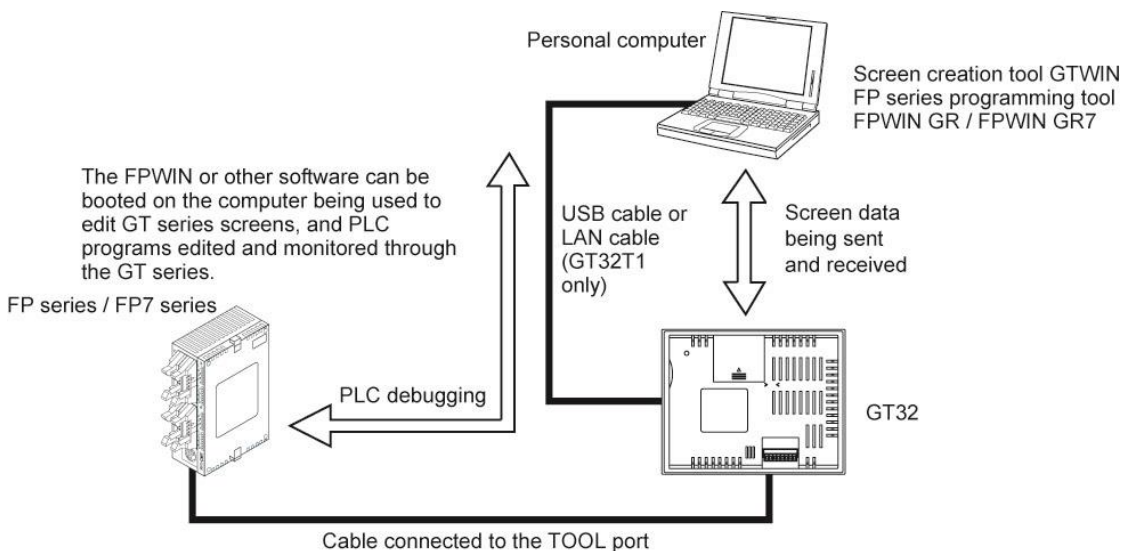 Personal computer
Screen creation tool GTWIN
FP series programming tool
FPWIN GR / FPWIN GR7
The FPWIN or other software can be
booted on the computer being used to
edit GT series screens, and PLC
programs edited and monitored through
the GT series.
USB cable or
LAN cable
(GT32T1
only)
Screen data
being sent
and received
FP series / FP7 series
PLC debugging
GT32
Cable connected to the TOOL port